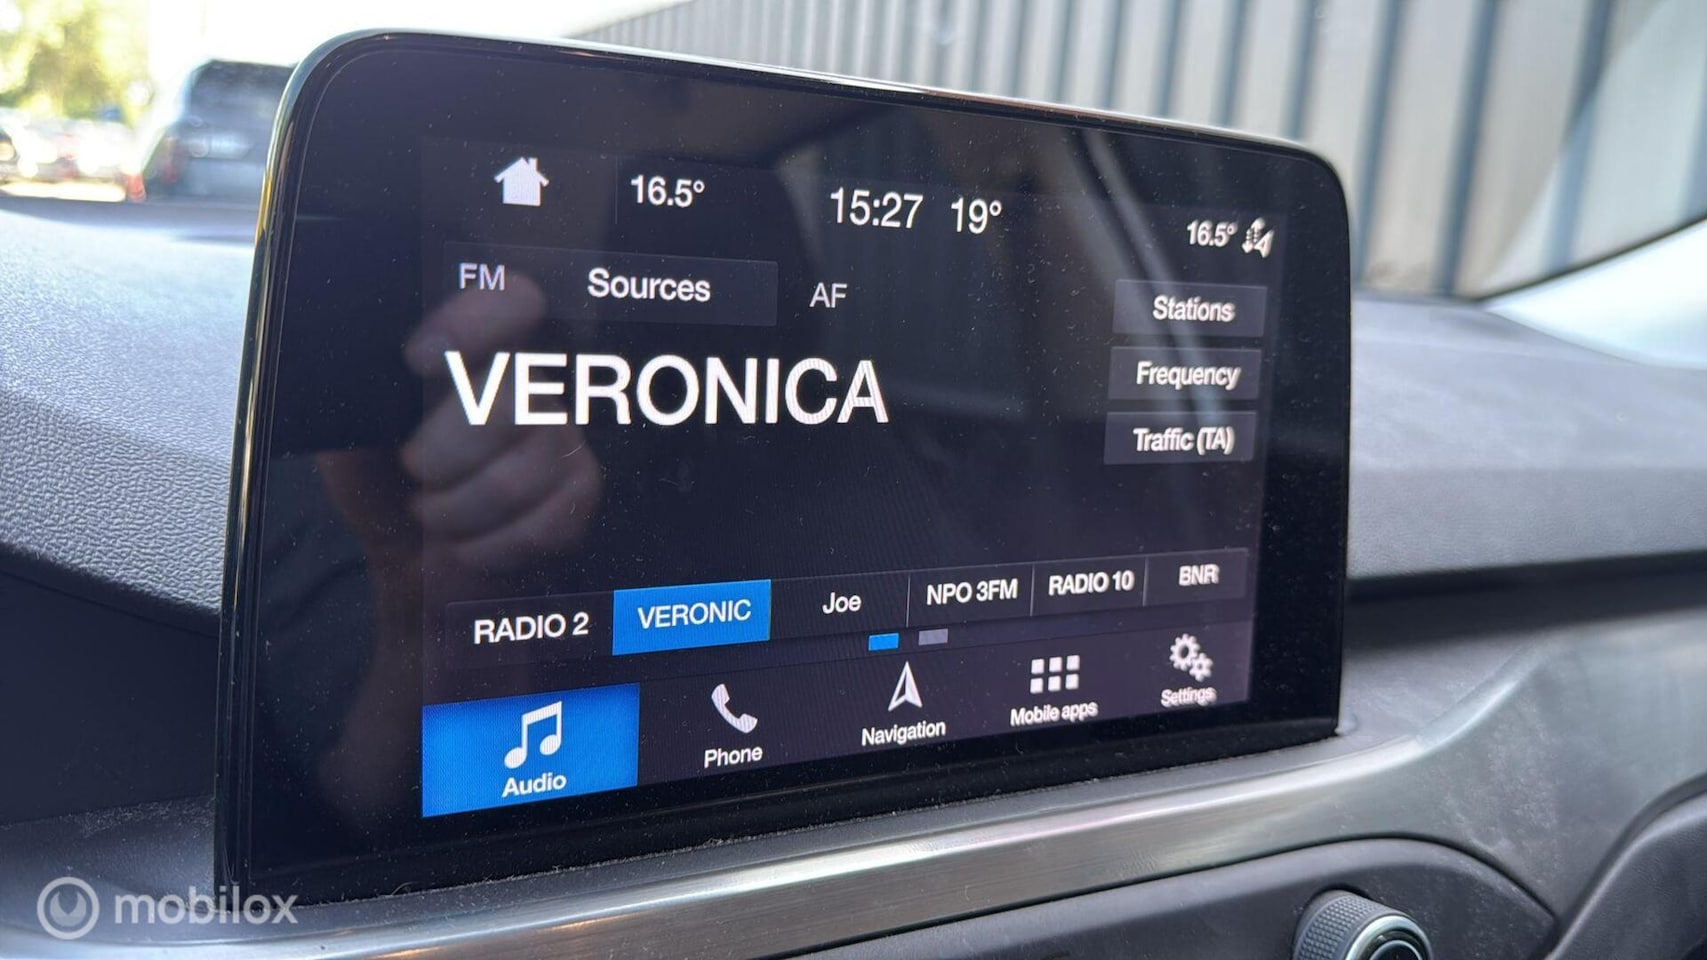 16.5° 15:27 19° 16.5°
FM Sources AF Stations
VERONICA Frequency
Traffic (TA)
RADIO 2 VERONIC Joe NPO 3FM RADIO 10 BNR
Audio Phone Navigation Mobile apps Settings
mobilox